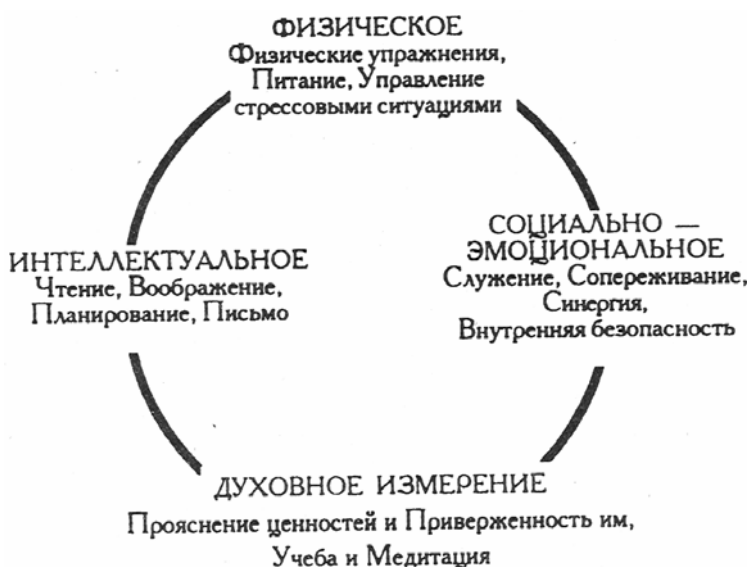 ФИЗИЧЕСКОЕ
Физические упражнения,
Питание, Управление
стрессовыми ситуациями
СОЦИАЛЬНО —
ЭМОЦИОНАЛЬНОЕ
Служение, Сопереживание,
Синергия,
Внутренняя безопасность
ИНТЕЛЛЕКТУАЛЬНОЕ
Чтение, Воображение,
Планирование, Письмо
ДУХОВНОЕ ИЗМЕРЕНИЕ
Прояснение ценностей и Приверженность им,
Учеба и Медитация